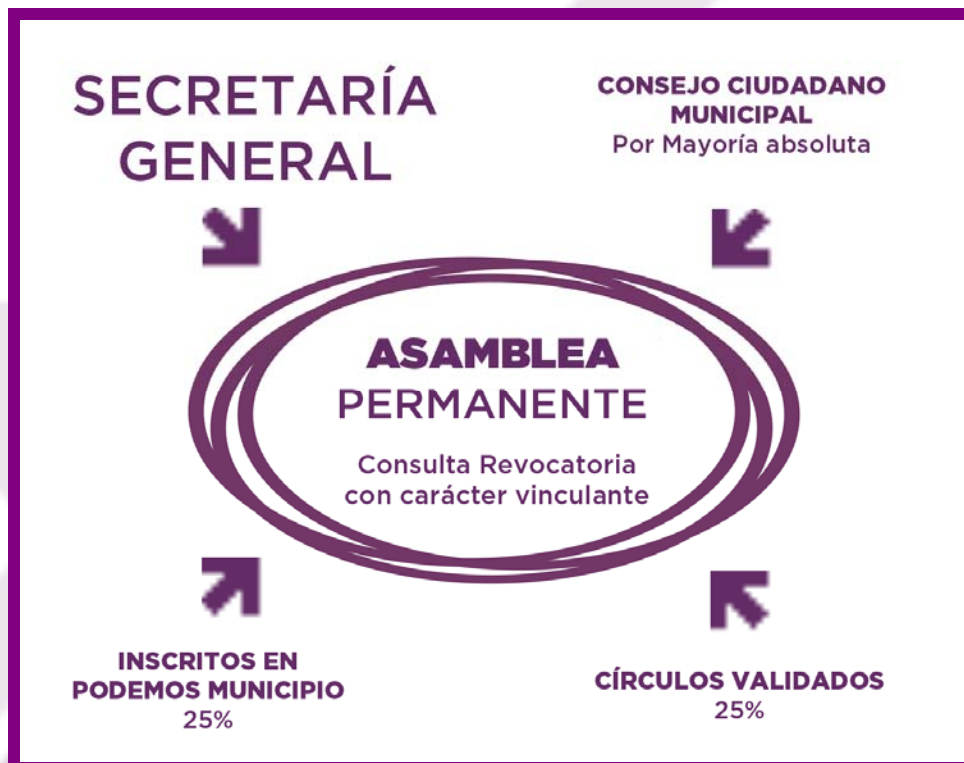 SECRETARÍA
GENERAL
CONSEJO CIUDADANO
MUNICIPAL
Por Mayoría absoluta
ASAMBLEA
PERMANENTE
Consulta Revocatoria
con carácter vinculante
INSCRITOS EN
PODEMOS MUNICIPIO
25%
CÍRCULOS VALIDADOS
25%